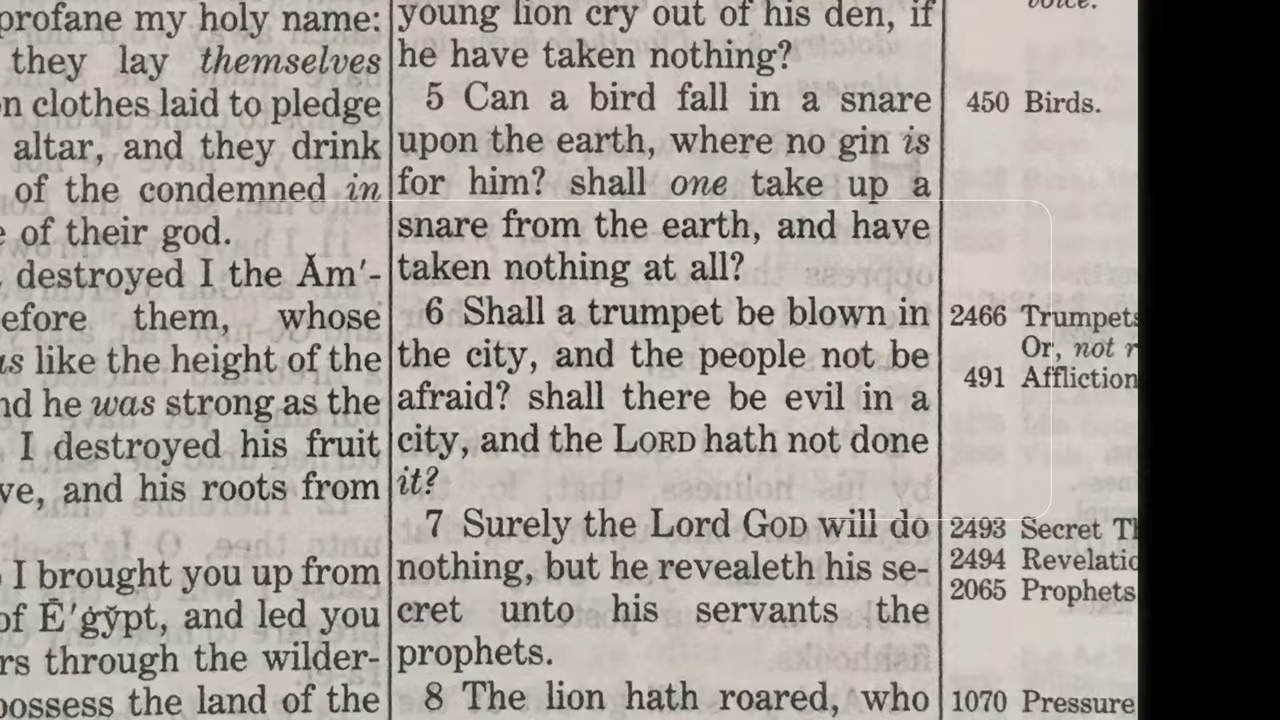 profane my holy name:
they lay themselves
n clothes laid to pledge
altar, and they drink
of the condemned in
of their god.
destroyed I the Ăm′-
efore them, whose
as like the height of the
nd he was strong as the
I destroyed his fruit
ve, and his roots from
I brought you up from
of Ē′ġy̆pt, and led you
rs through the wilder-
possess the land of the
young lion cry out of his den, if
he have taken nothing?
5 Can a bird fall in a snare
upon the earth, where no gin is
for him? shall one take up a
snare from the earth, and have
taken nothing at all?
6 Shall a trumpet be blown in
the city, and the people not be
afraid? shall there be evil in a
city, and the LORD hath not done
it?
7 Surely the Lord GOD will do
nothing, but he revealeth his se-
cret unto his servants the
prophets.
8 The lion hath roared, who
voice.
450 Birds.
2466 Trumpets
Or, not r
491 Affliction
2493 Secret Th
2494 Revelatio
2065 Prophets
1070 Pressure